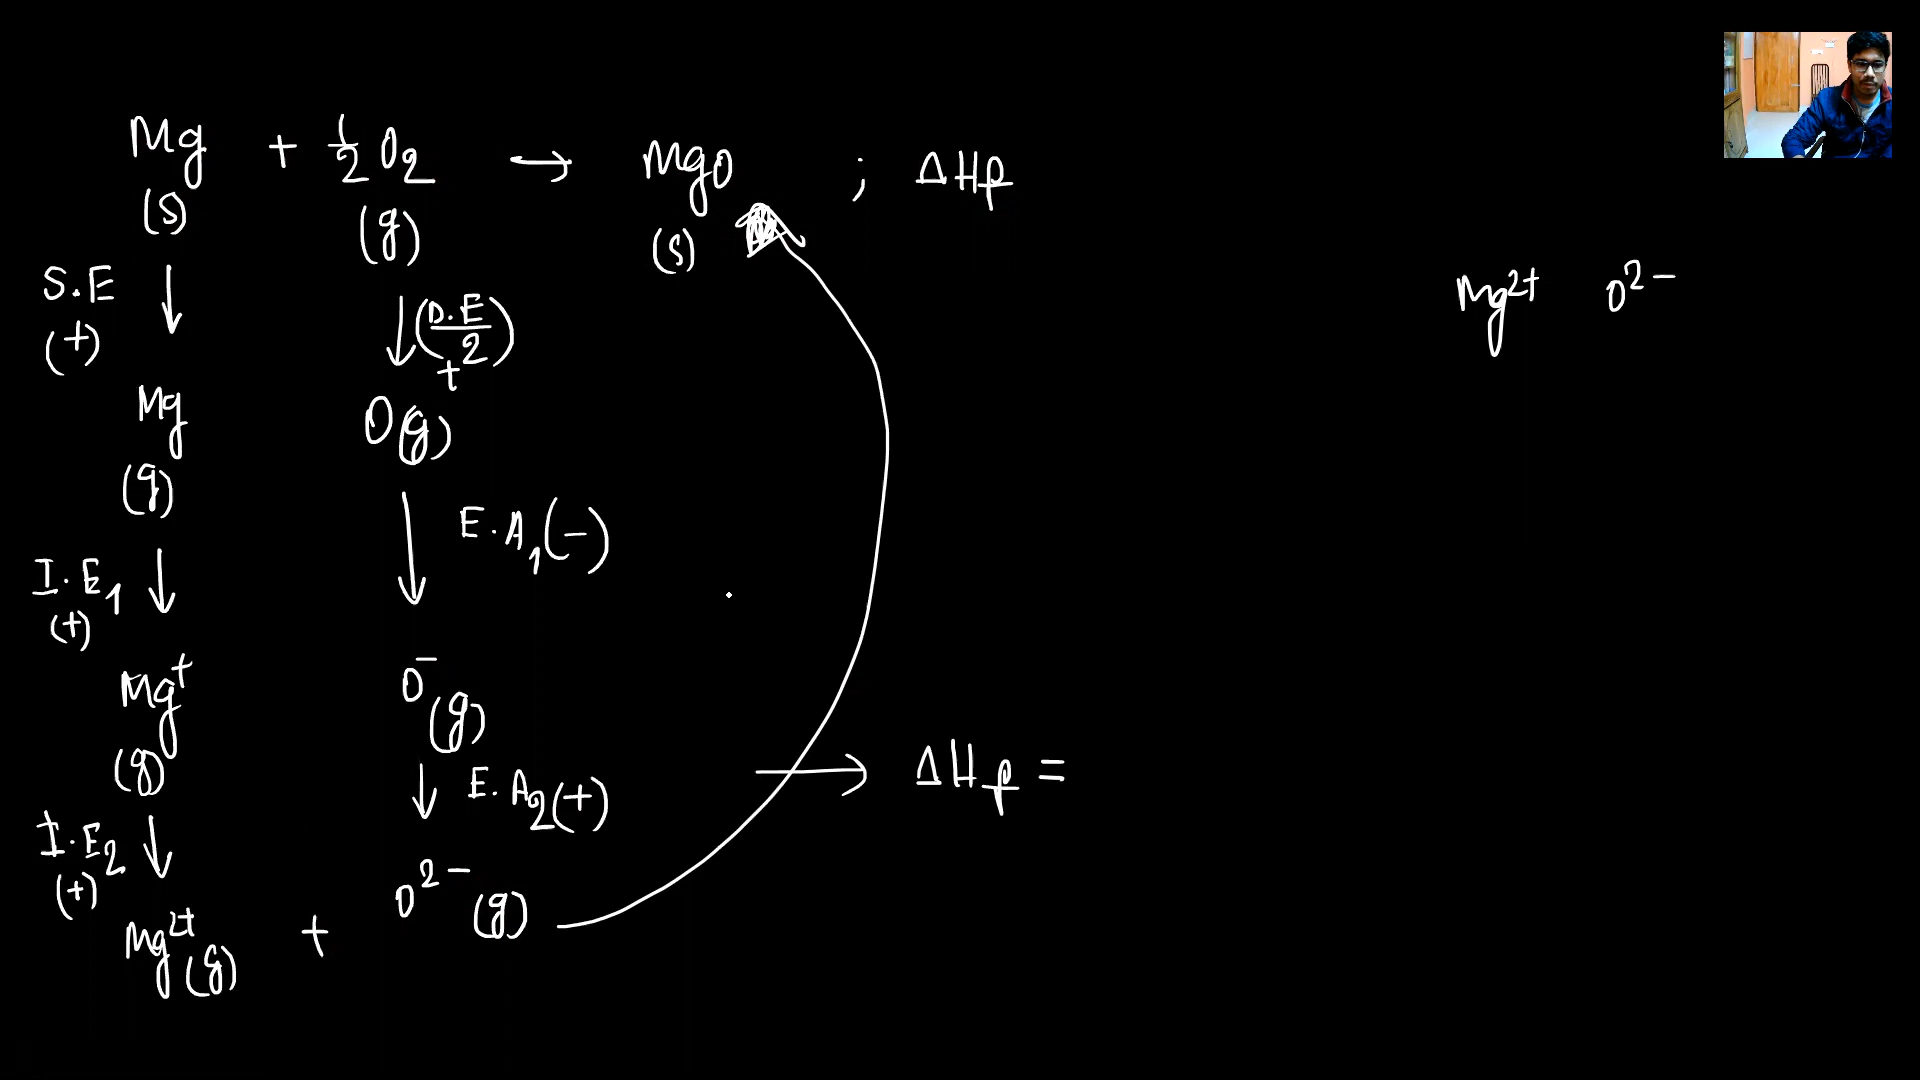 Mg + 1/2 O2 → MgO ; ΔHf
(s) (g) (s)
S.E ↓ ↓ (D.E/2)
(+) +
Mg2+ O2−
Mg O(g)
(g)
↓ E.A1(−)
I.E1 ↓
(+)
Mg+ O−
(g) (g)
↓ E.A2(+)
→ ΔHf =
I.E2 ↓
(+)
Mg2+(g) + O2−(g)